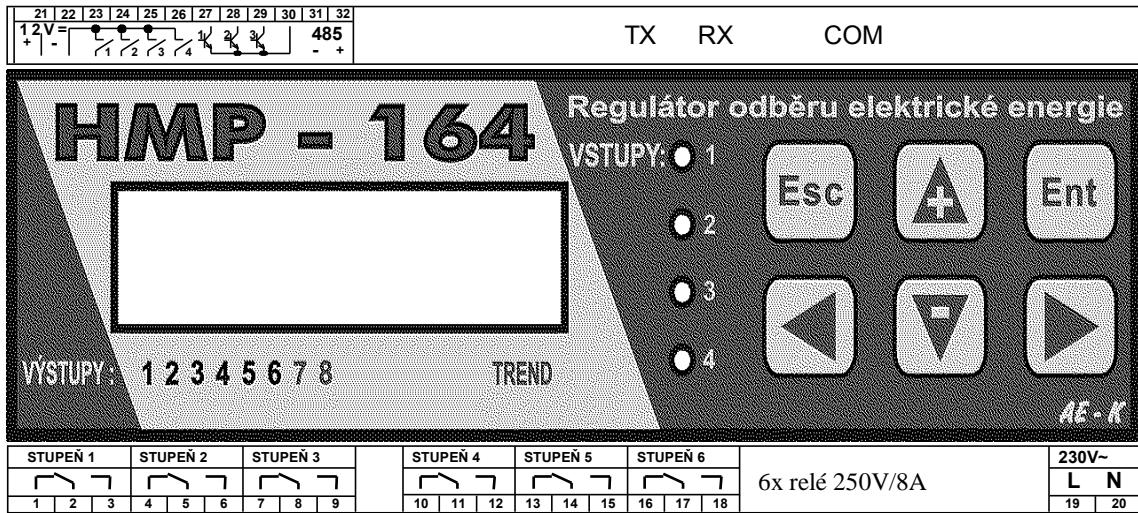 21 22 23 24 25 26 27 28 29 30 31 32
12V= 1 2 3 485
+ - 1 2 3 4 - +
TX RX COM
HMP - 164
Regulátor odběru elektrické energie
VSTUPY: 1
2
3
4
Esc + Ent
-
VÝSTUPY: 1 2 3 4 5 6 7 8 TREND
AE - K
STUPEŇ 1 STUPEŇ 2 STUPEŇ 3 STUPEŇ 4 STUPEŇ 5 STUPEŇ 6 230V~
6x relé 250V/8A L N
1 2 3 4 5 6 7 8 9 10 11 12 13 14 15 16 17 18 19 20